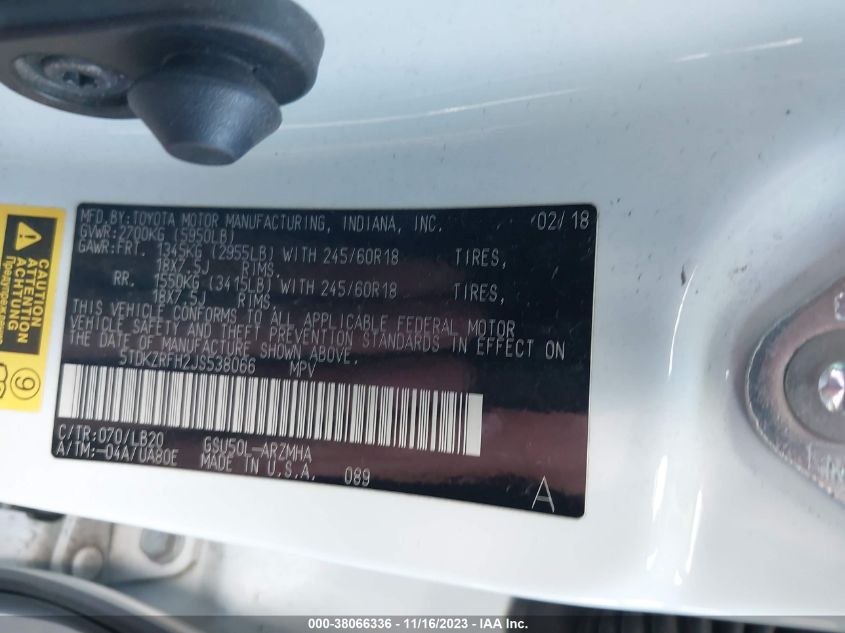 MFD.BY:TOYOTA MOTOR MANUFACTURING, INDIANA, INC. 02/18
GVWR:2700KG (5950LB)
GAWR:FRT. 1345KG (2955LB) WITH 245/60R18 TIRES,
18X7.5J RIMS.
RR. 1550KG (3415LB) WITH 245/60R18 TIRES,
18X7.5J RIMS.
THIS VEHICLE CONFORMS TO ALL APPLICABLE FEDERAL MOTOR
VEHICLE SAFETY AND THEFT PREVENTION STANDARDS IN EFFECT ON
THE DATE OF MANUFACTURE SHOWN ABOVE.
5TDKZRFH2JS538066 MPV
C/TR:070/LB20 GSU50L-ARZMHA
A/TM:-04A/UA80E MADE IN U.S.A. 089
A
CAUTION
ATTENTION
ACHTUNG
9
000-38066336 - 11/16/2023 - IAA Inc.